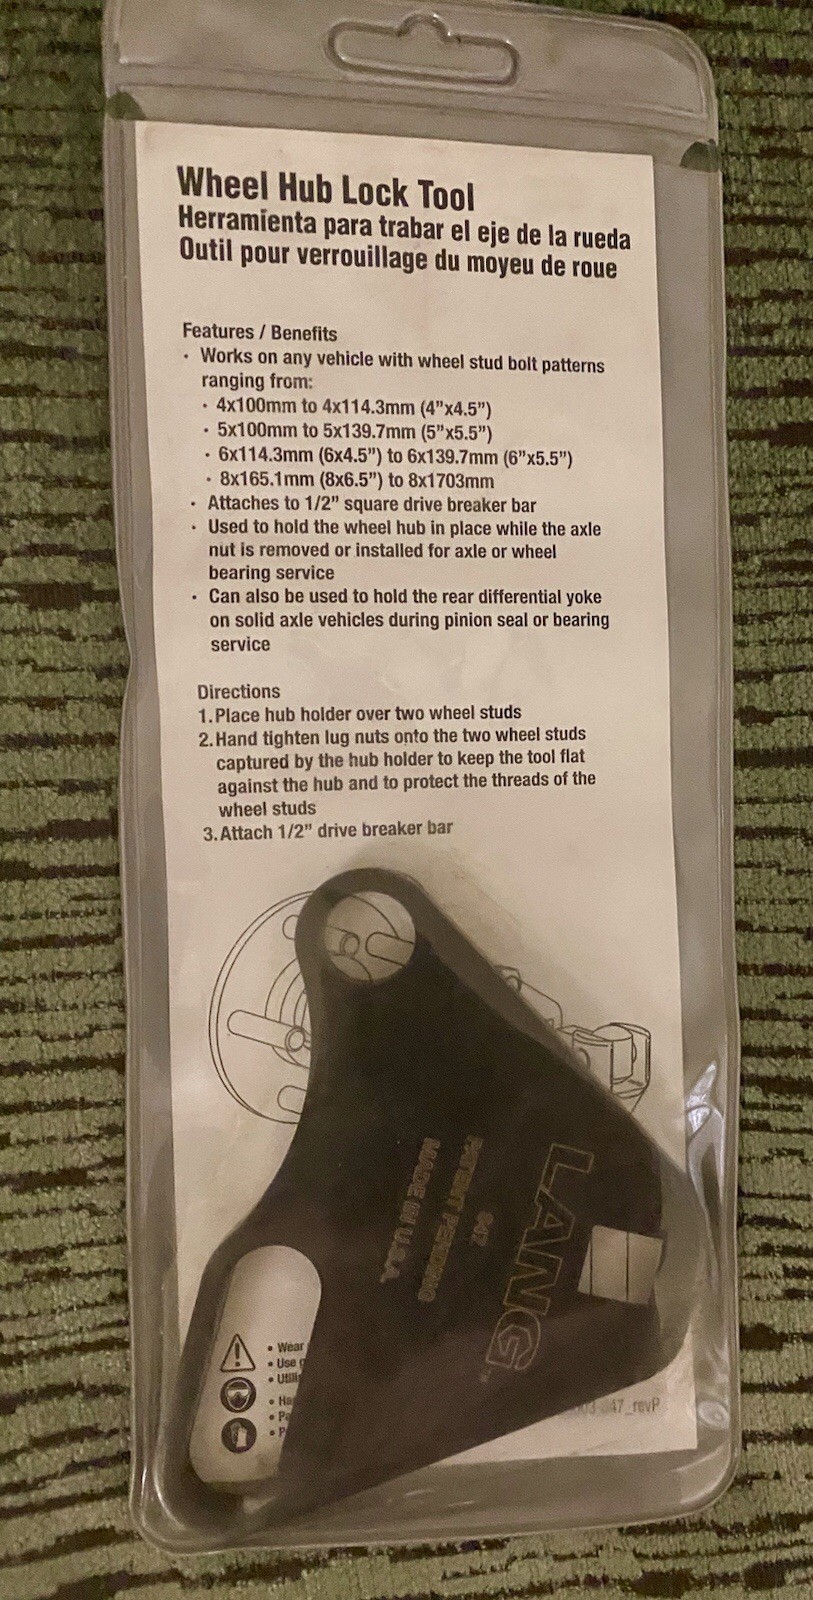 Wheel Hub Lock Tool
Herramienta para trabar el eje de la rueda
Outil pour verrouillage du moyeu de roue
Features / Benefits
· Works on any vehicle with wheel stud bolt patterns
ranging from:
· 4x100mm to 4x114.3mm (4”x4.5”)
· 5x100mm to 5x139.7mm (5”x5.5”)
· 6x114.3mm (6x4.5”) to 6x139.7mm (6”x5.5”)
· 8x165.1mm (8x6.5”) to 8x1703mm
· Attaches to 1/2” square drive breaker bar
· Used to hold the wheel hub in place while the axle
nut is removed or installed for axle or wheel
bearing service
· Can also be used to hold the rear differential yoke
on solid axle vehicles during pinion seal or bearing
service
Directions
1. Place hub holder over two wheel studs
2. Hand tighten lug nuts onto the two wheel studs
captured by the hub holder to keep the tool flat
against the hub and to protect the threads of the
wheel studs
3. Attach 1/2” drive breaker bar
LANG™
947
PATENT PENDING
MADE IN U.S.A.
• Wear
• Use
• Utili
• Ha
• Pa
• P
47_revP